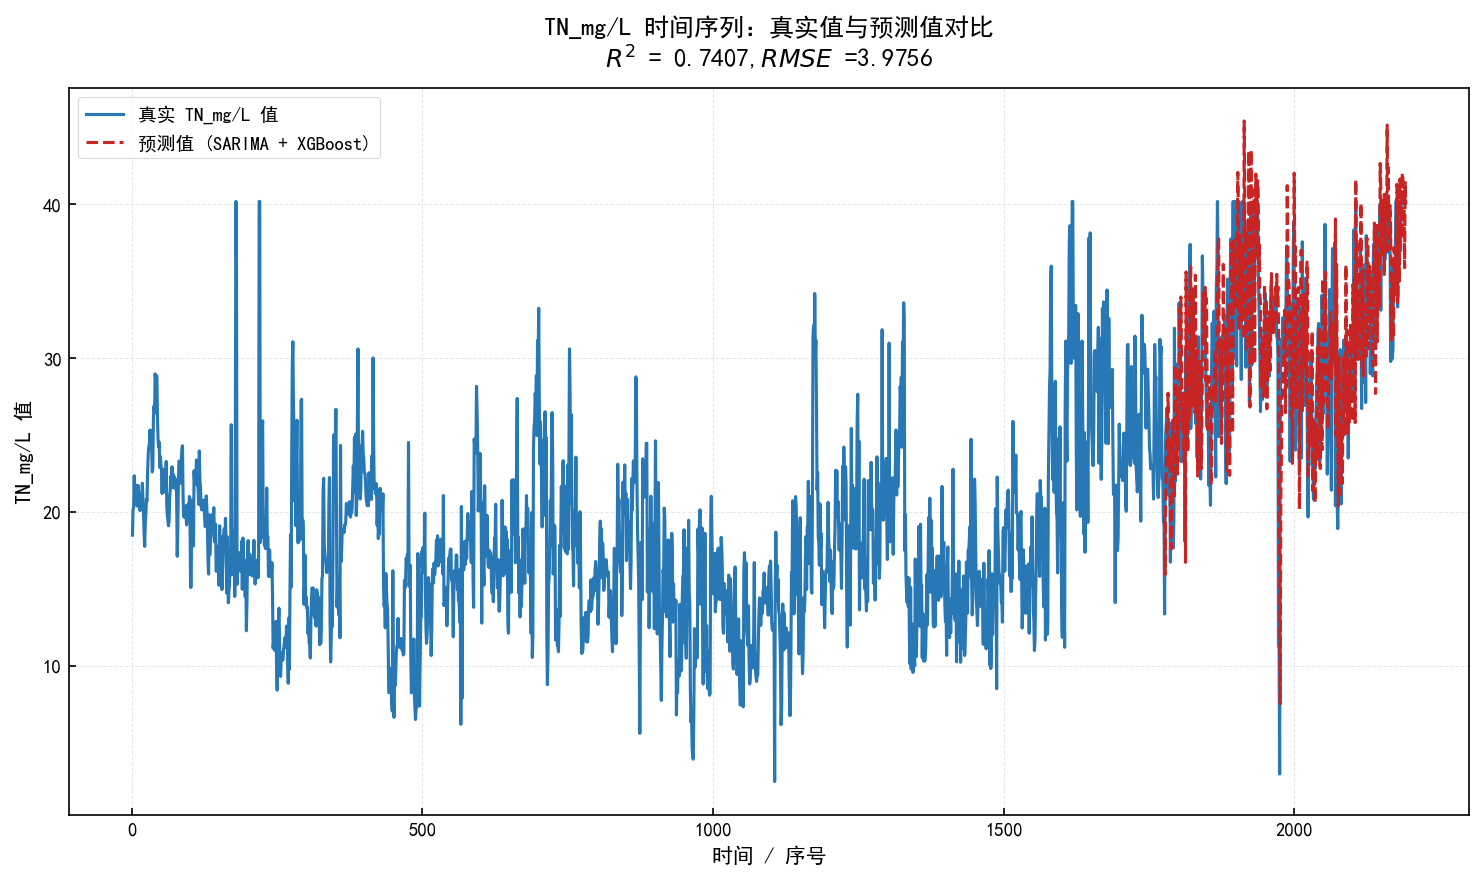 TN_mg/L 时间序列：真实值与预测值对比
R² = 0.7407,RMSE =3.9756
真实 TN_mg/L 值
预测值 (SARIMA + XGBoost)
TN_mg/L 值
40
30
20
10
0 500 1000 1500 2000
时间 / 序号